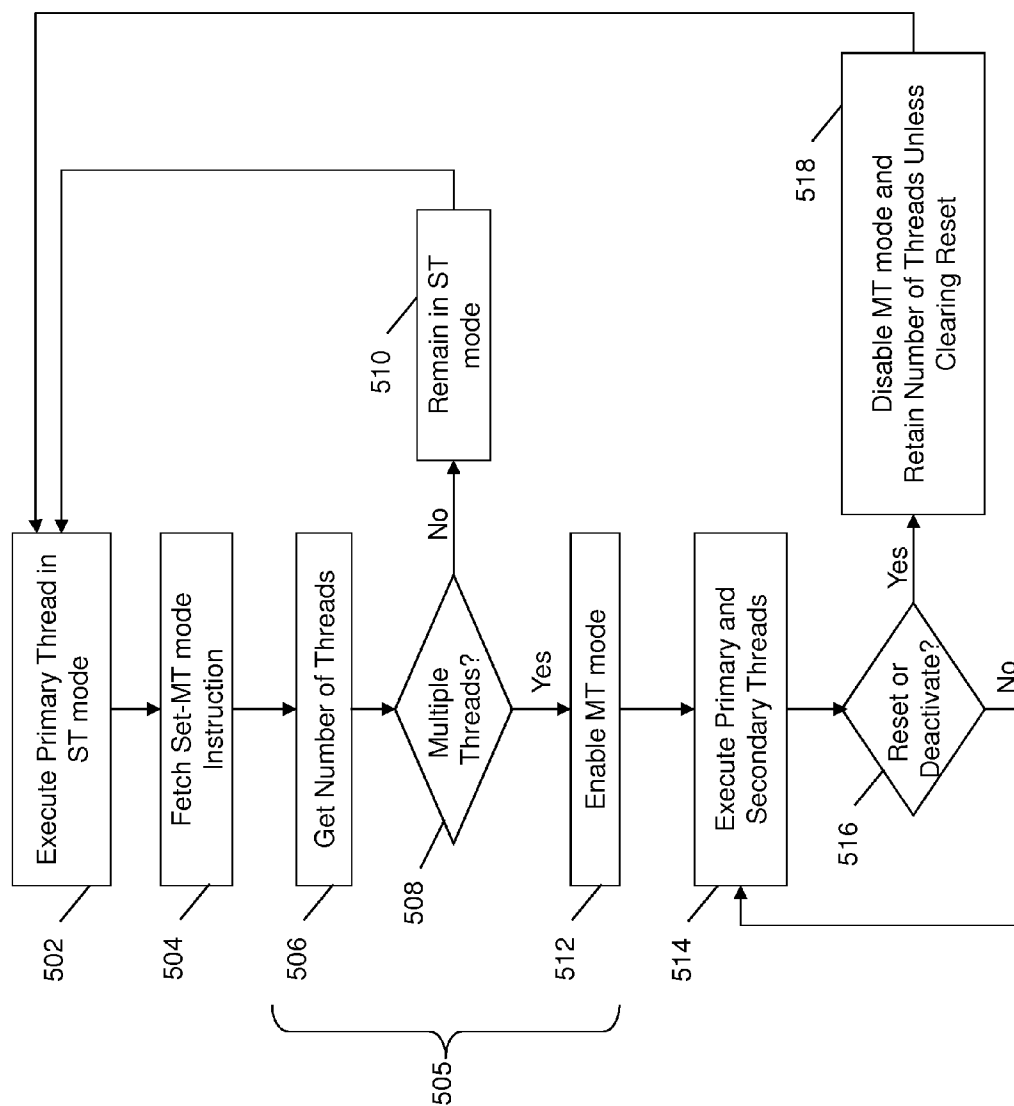 502
Execute Primary Thread in
ST mode
504
Fetch Set-MT mode
Instruction
505
506
Get Number of Threads
508
Multiple
Threads?
No
510
Remain in ST
mode
Yes
512
Enable MT mode
514
Execute Primary and
Secondary Threads
516
Reset or
Deactivate?
Yes
518
Disable MT mode and
Retain Number of Threads Unless
Clearing Reset
No